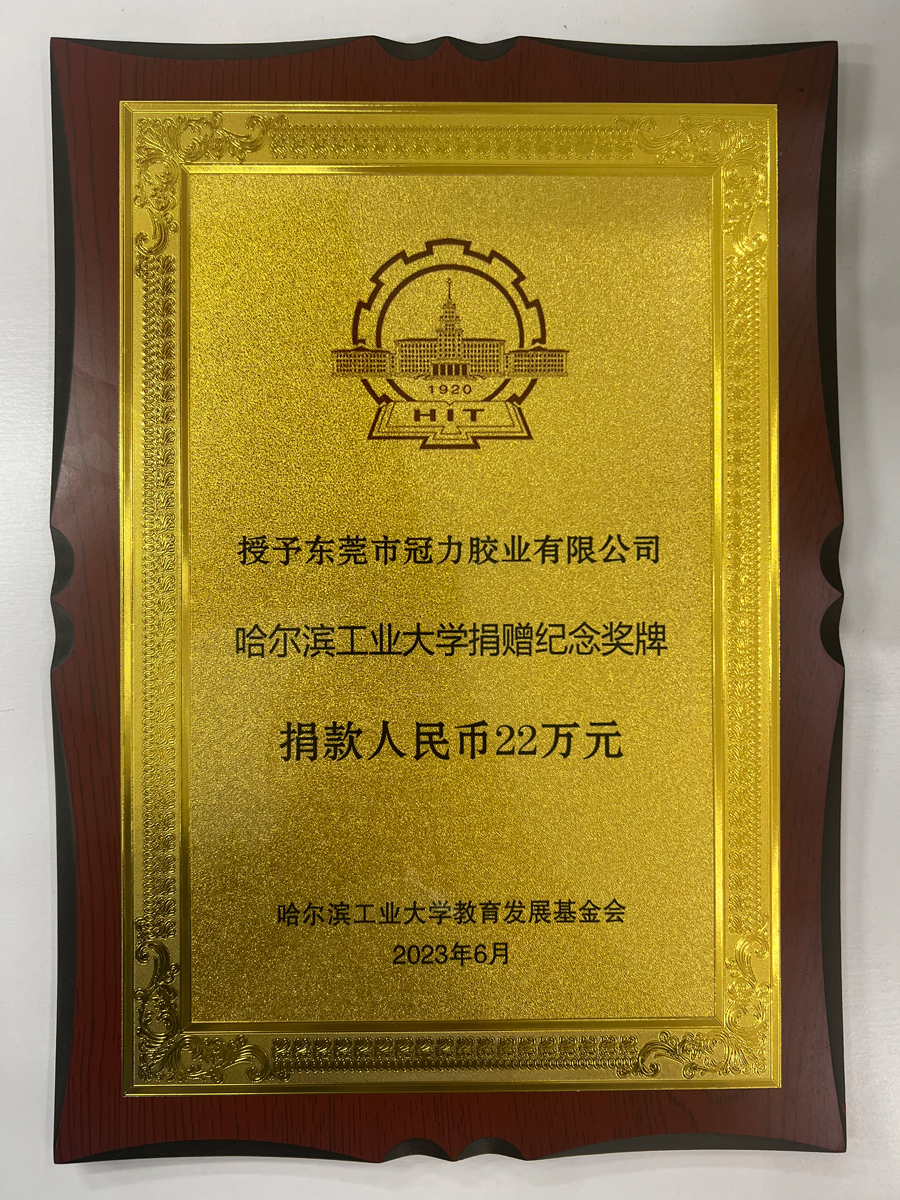 1920
HIT
授予东莞市冠力胶业有限公司
哈尔滨工业大学捐赠纪念奖牌
捐款人民币22万元
哈尔滨工业大学教育发展基金会
2023年6月